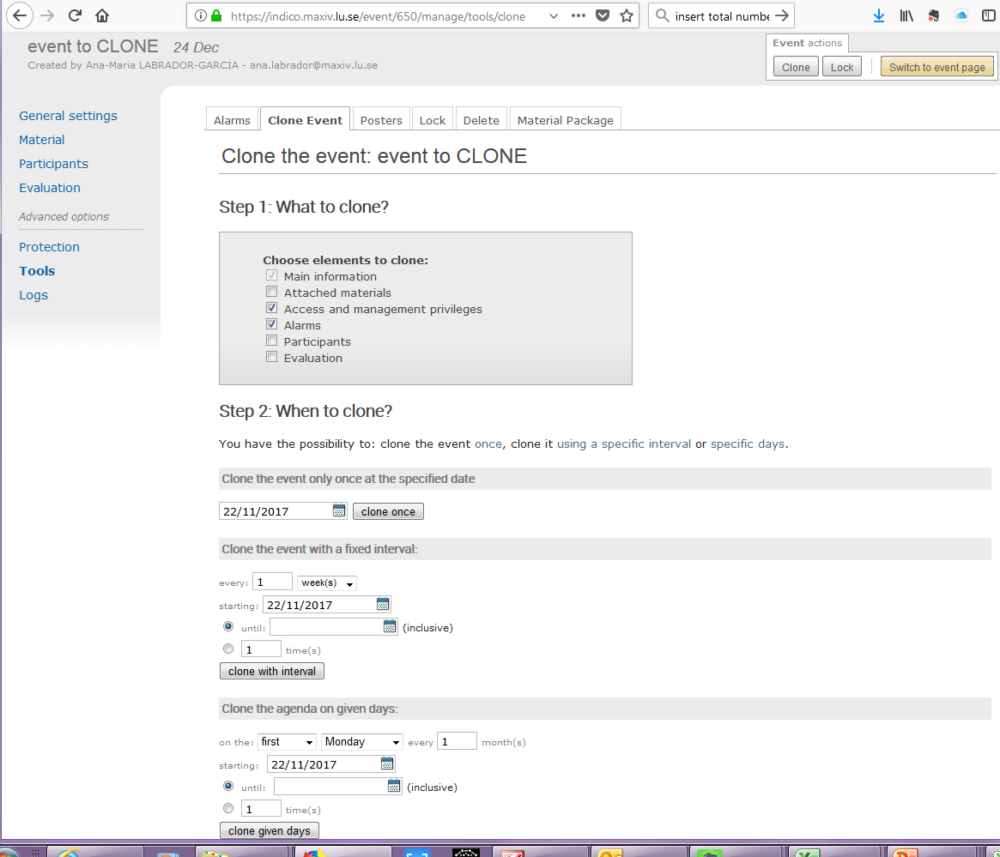 https://indico.maxiv.lu.se/event/650/manage/tools/clone
insert total numbe
event to CLONE 24 Dec
Created by Ana-Maria LABRADOR-GARCIA - ana.labrador@maxiv.lu.se
Event actions
Clone Lock Switch to event page
General settings
Material
Participants
Evaluation
Advanced options
Protection
Tools
Logs
Alarms Clone Event Posters Lock Delete Material Package
Clone the event: event to CLONE
Step 1: What to clone?
Choose elements to clone:
Main information
Attached materials
Access and management privileges
Alarms
Participants
Evaluation
Step 2: When to clone?
You have the possibility to: clone the event once, clone it using a specific interval or specific days.
Clone the event only once at the specified date
22/11/2017 clone once
Clone the event with a fixed interval:
every: 1 week(s)
starting: 22/11/2017
until: (inclusive)
1 time(s)
clone with interval
Clone the agenda on given days:
on the: first Monday every 1 month(s)
starting: 22/11/2017
until: (inclusive)
1 time(s)
clone given days